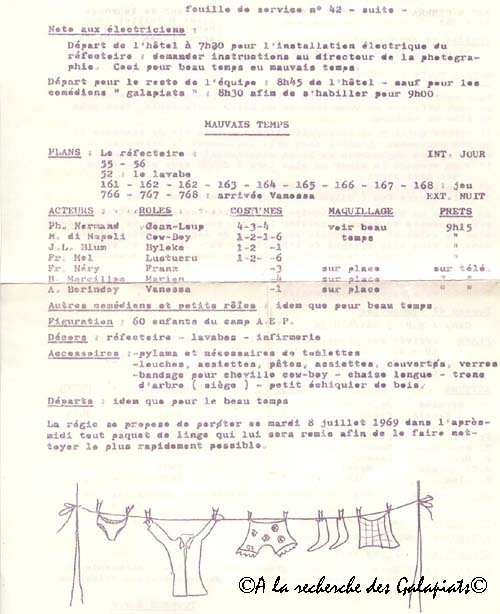 fouille de service n° 42 - suite -
Note aux électriciens :
Départ de l'hôtel à 7h30 pour l'installation électrique du
réfectoire : demander instructions au directeur de la photogra-
phie. Ceci pour beau temps ou mauvais temps.
Départ pour le reste de l'équipe : 8h45 de l'hôtel - sauf pour les
comédiens " galapiats " : 8h30 afin de s'habiller pour 9h00.
MAUVAIS TEMPS
PLANS : Le réfectoire : INT. JOUR
55 - 56
52 : le lavabo
161 - 162 - 162 - 163 - 164 - 165 - 166 - 167 - 168 : jeu
766 - 767 - 768 : arrivée Vanessa EXT. NUIT
ACTEURS : ROLES : COSTUMES MAQUILLAGE PRETS
Ph. Normand Jean-Loup 4-3-4 voir beau 9h15
M. di Napoli Cow-Boy 1-2-1-6 temps "
J.L. Blum Byloke 1-2 -1 "
Fr. Mel Lustucru 1-2- -6 "
Fr. Néry Franz -3 sur place sur télé.
B. Marcillac Marion -4 sur place " "
A. Berindey Vanessa -1 sur place " "
Autres comédiens et petits rôles : idem que pour beau temps
Figuration : 60 enfants du camp A.E.P.
Décors : réfectoire - lavabos - infirmerie
Accessoires : -pyjama et nécessaires de toilettes
-louches, assiettes, pâtes, assiettes, couverts, verres
-bandage pour cheville cow-boy - chaise longue - tronc
d'arbre ( siège ) - petit échiquier de bois.
Départs : idem que pour le beau temps
La régie se propose de porter ce mardi 8 juillet 1969 dans l'après-
midi tout paquet de linge qui lui sera remis afin de le faire net-
toyer le plus rapidement possible.
©A la recherche des Galapiats©